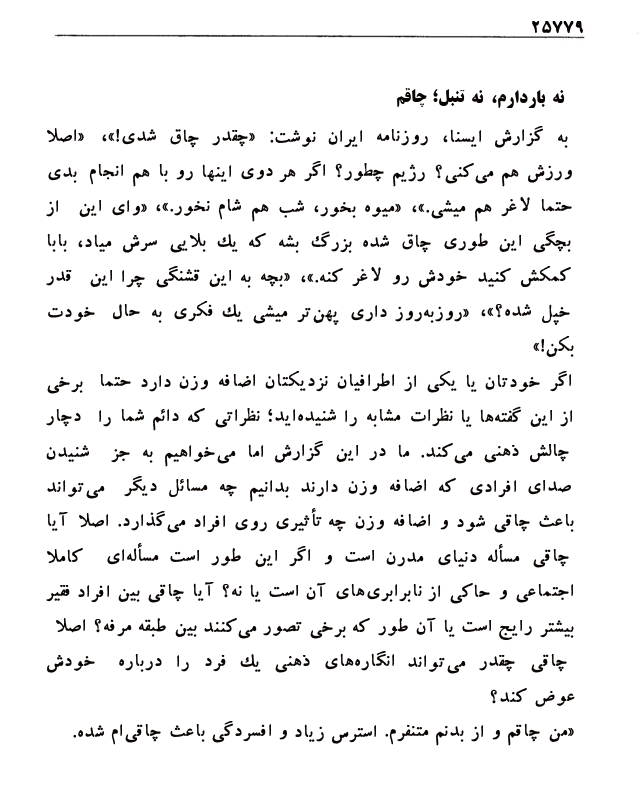 ۲۵۷۷۹
نه باردارم، نه تنبل؛ چاقم
به گزارش ایسنا، روزنامه ایران نوشت: «چقدر چاق شدی!»، «اصلا
ورزش هم می‌کنی؟ رژیم چطور؟ اگر هر دوی اینها رو با هم انجام بدی
حتما لاغر هم میشی.»، «میوه بخور، شب هم شام نخور.»، «وای این از
بچگی این طوری چاق شده بزرگ بشه که یك بلایی سرش میاد، بابا
کمکش کنید خودش رو لاغر کنه.»، «بچه به این قشنگی چرا این قدر
خپل شده؟»، «روزبه‌روز داری پهن‌تر میشی یك فکری به حال خودت
بکن!»
اگر خودتان یا یکی از اطرافیان نزدیکتان اضافه وزن دارد حتما برخی
از این گفته‌ها یا نظرات مشابه را شنیده‌اید؛ نظراتی که دائم شما را دچار
چالش ذهنی می‌کند. ما در این گزارش اما می‌خواهیم به جز شنیدن
صدای افرادی که اضافه وزن دارند بدانیم چه مسائل دیگر می‌تواند
باعث چاقی شود و اضافه وزن چه تأثیری روی افراد می‌گذارد. اصلا آیا
چاقی مسأله دنیای مدرن است و اگر این طور است مسأله‌ای کاملا
اجتماعی و حاکی از نابرابری‌های آن است یا نه؟ آیا چاقی بین افراد فقیر
بیشتر رایج است یا آن طور که برخی تصور می‌کنند بین طبقه مرفه؟ اصلا
چاقی چقدر می‌تواند انگاره‌های ذهنی یك فرد را درباره خودش
عوض کند؟
«من چاقم و از بدنم متنفرم. استرس زیاد و افسردگی باعث چاقی‌ام شده.